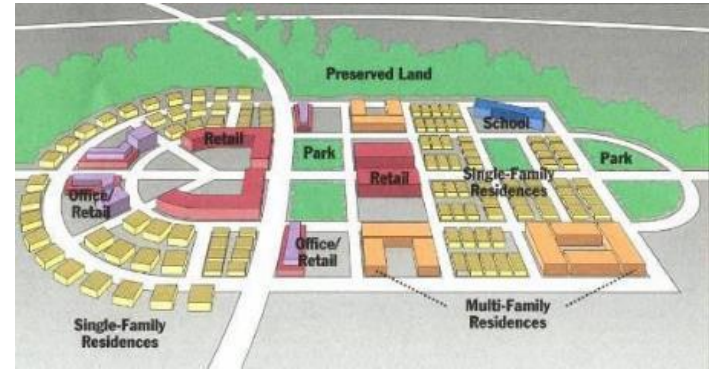 Preserved Land
Retail
School
Park
Park
Retail
Single-Family
Residences
Office
Retail
Office/
Retail
Multi-Family
Residences
Single-Family
Residences